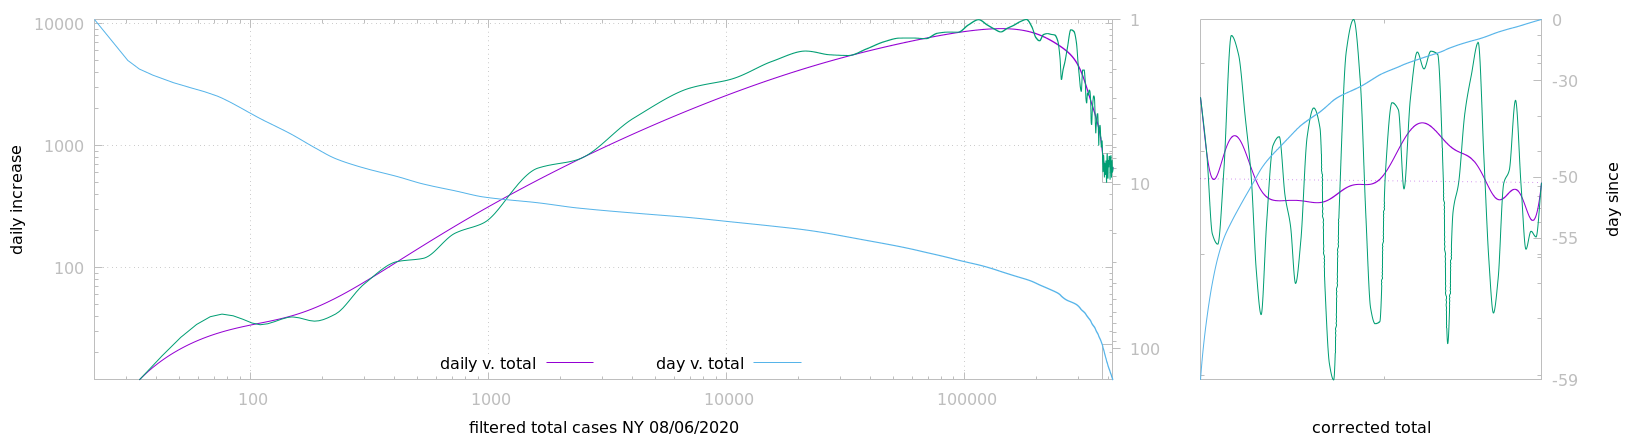 10000
1000
100
daily increase
100
1000
10000
100000
filtered total cases NY 08/06/2020
daily v. total
day v. total
1
10
100
0
-30
-50
-55
-59
day since
corrected total